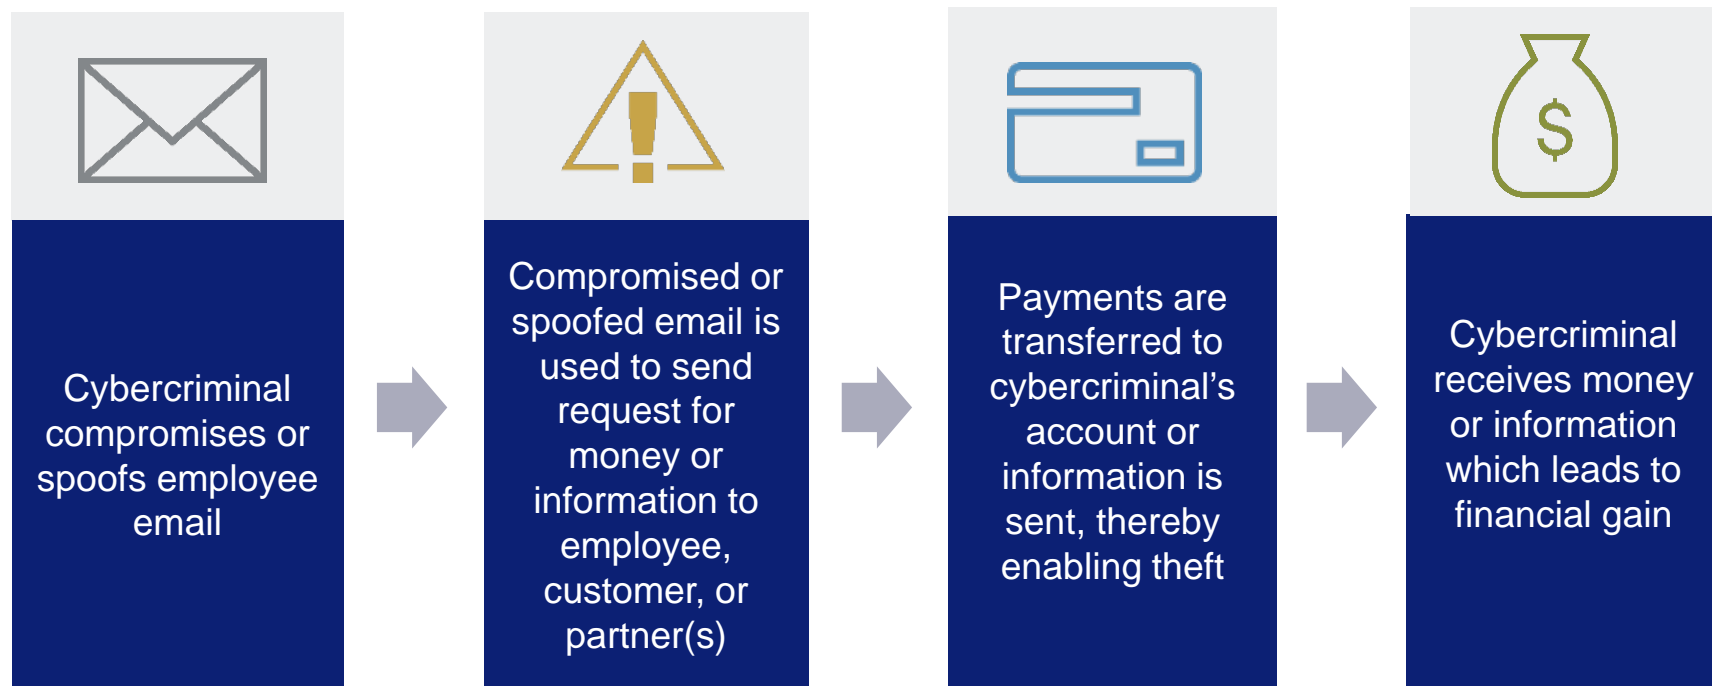 Cybercriminal
compromises or
spoofs employee
email
Compromised or
spoofed email is
used to send
request for
money or
information to
employee,
customer, or
partner(s)
Payments are
transferred to
cybercriminal’s
account or
information is
sent, thereby
enabling theft
$
Cybercriminal
receives money
or information
which leads to
financial gain